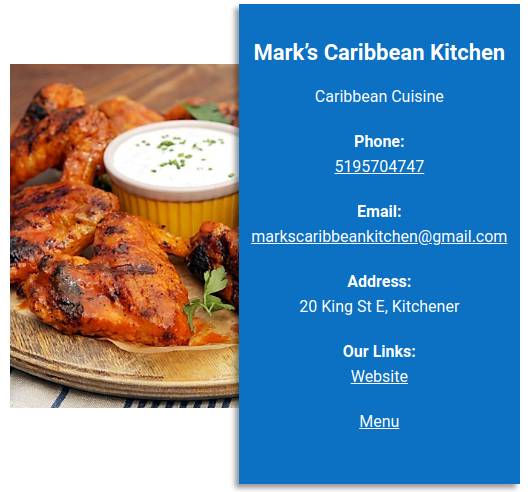 Mark’s Caribbean Kitchen
Caribbean Cuisine
Phone:
5195704747
Email:
markscaribbeankitchen@gmail.com
Address:
20 King St E, Kitchener
Our Links:
Website
Menu